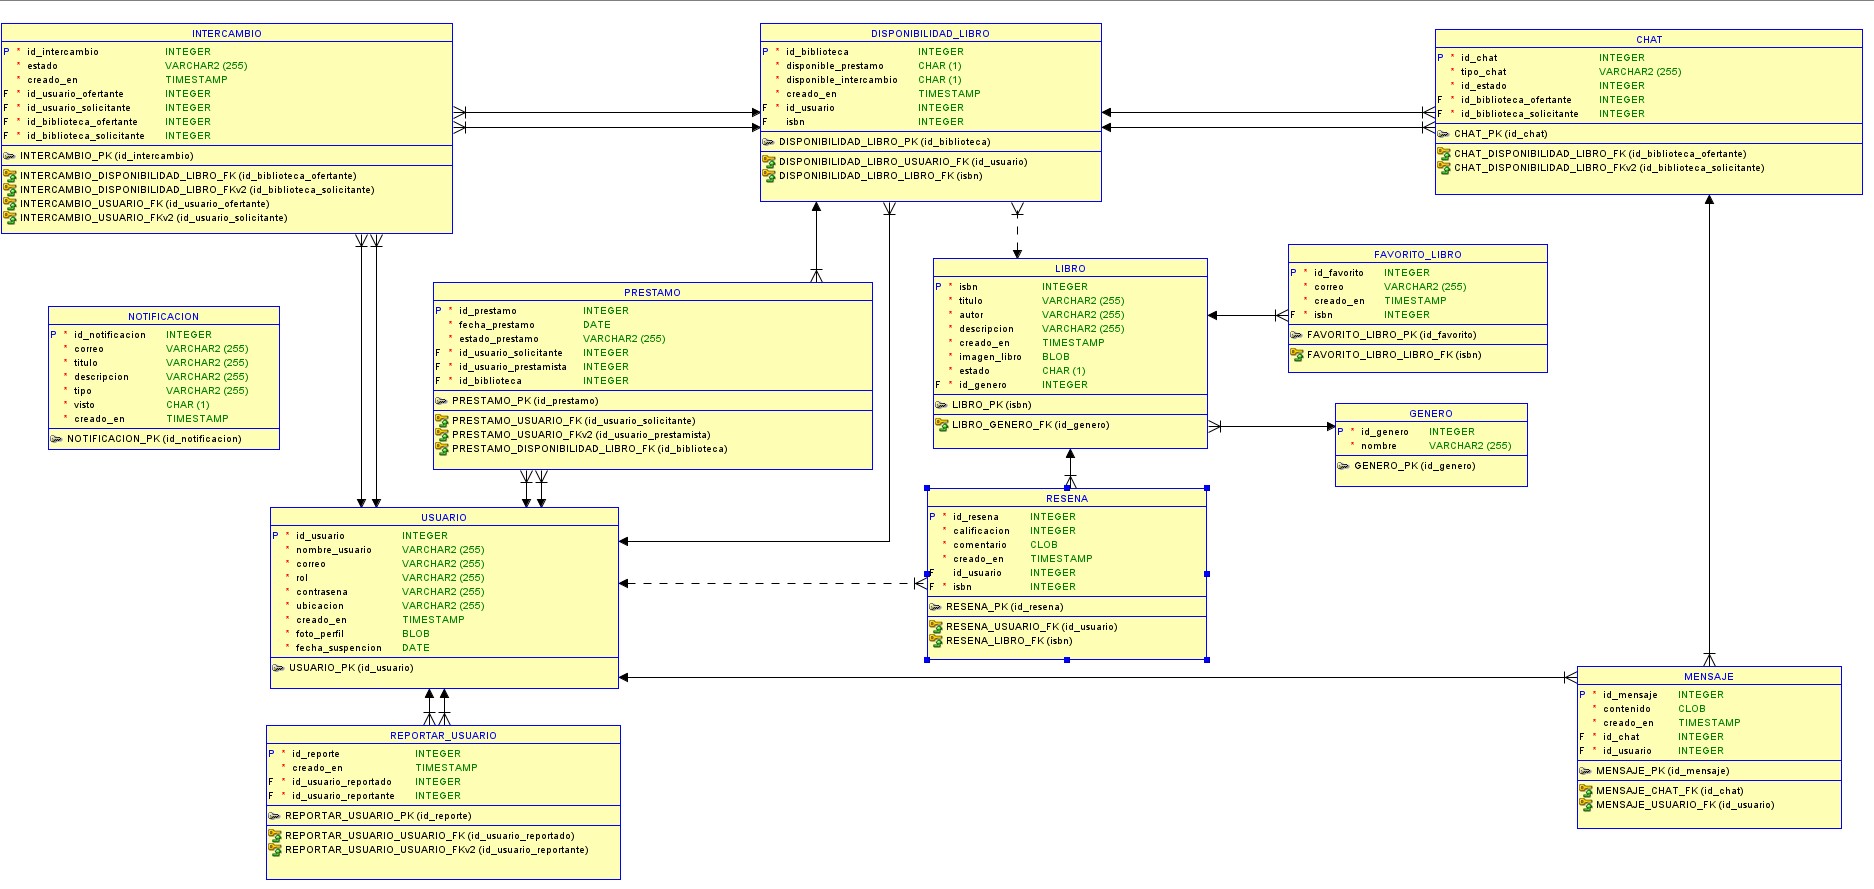 INTERCAMBIO
P * id_intercambio INTEGER
* estado VARCHAR2 (255)
* creado_en TIMESTAMP
F * id_usuario_ofertante INTEGER
F * id_usuario_solicitante INTEGER
F * id_biblioteca_ofertante INTEGER
F * id_biblioteca_solicitante INTEGER
INTERCAMBIO_PK (id_intercambio)
INTERCAMBIO_DISPONIBILIDAD_LIBRO_FK (id_biblioteca_ofertante)
INTERCAMBIO_DISPONIBILIDAD_LIBRO_FKv2 (id_biblioteca_solicitante)
INTERCAMBIO_USUARIO_FK (id_usuario_ofertante)
INTERCAMBIO_USUARIO_FKv2 (id_usuario_solicitante)
DISPONIBILIDAD_LIBRO
P * id_biblioteca INTEGER
* disponible_prestamo CHAR (1)
* disponible_intercambio CHAR (1)
* creado_en TIMESTAMP
F * id_usuario INTEGER
F isbn INTEGER
DISPONIBILIDAD_LIBRO_PK (id_biblioteca)
DISPONIBILIDAD_LIBRO_USUARIO_FK (id_usuario)
DISPONIBILIDAD_LIBRO_LIBRO_FK (isbn)
CHAT
P * id_chat INTEGER
* tipo_chat VARCHAR2 (255)
* id_estado INTEGER
F * id_biblioteca_ofertante INTEGER
F * id_biblioteca_solicitante INTEGER
CHAT_PK (id_chat)
CHAT_DISPONIBILIDAD_LIBRO_FK (id_biblioteca_ofertante)
CHAT_DISPONIBILIDAD_LIBRO_FKv2 (id_biblioteca_solicitante)
NOTIFICACION
P * id_notificacion INTEGER
* correo VARCHAR2 (255)
* titulo VARCHAR2 (255)
* descripcion VARCHAR2 (255)
* tipo VARCHAR2 (255)
* visto CHAR (1)
* creado_en TIMESTAMP
NOTIFICACION_PK (id_notificacion)
PRESTAMO
P * id_prestamo INTEGER
* fecha_prestamo DATE
* estado_prestamo VARCHAR2 (255)
F * id_usuario_solicitante INTEGER
F * id_usuario_prestamista INTEGER
F * id_biblioteca INTEGER
PRESTAMO_PK (id_prestamo)
PRESTAMO_USUARIO_FK (id_usuario_solicitante)
PRESTAMO_USUARIO_FKv2 (id_usuario_prestamista)
PRESTAMO_DISPONIBILIDAD_LIBRO_FK (id_biblioteca)
LIBRO
P * isbn INTEGER
* titulo VARCHAR2 (255)
* autor VARCHAR2 (255)
* descripcion VARCHAR2 (255)
* creado_en TIMESTAMP
* imagen_libro BLOB
* estado CHAR (1)
F * id_genero INTEGER
LIBRO_PK (isbn)
LIBRO_GENERO_FK (id_genero)
FAVORITO_LIBRO
P * id_favorito INTEGER
* correo VARCHAR2 (255)
* creado_en TIMESTAMP
F * isbn INTEGER
FAVORITO_LIBRO_PK (id_favorito)
FAVORITO_LIBRO_LIBRO_FK (isbn)
GENERO
P * id_genero INTEGER
* nombre VARCHAR2 (255)
GENERO_PK (id_genero)
USUARIO
P * id_usuario INTEGER
* nombre_usuario VARCHAR2 (255)
* correo VARCHAR2 (255)
* rol VARCHAR2 (255)
* contrasena VARCHAR2 (255)
* ubicacion VARCHAR2 (255)
* creado_en TIMESTAMP
* foto_perfil BLOB
* fecha_suspencion DATE
USUARIO_PK (id_usuario)
RESENA
P * id_resena INTEGER
* calificacion INTEGER
* comentario CLOB
* creado_en TIMESTAMP
F id_usuario INTEGER
F * isbn INTEGER
RESENA_PK (id_resena)
RESENA_USUARIO_FK (id_usuario)
RESENA_LIBRO_FK (isbn)
REPORTAR_USUARIO
P * id_reporte INTEGER
* creado_en TIMESTAMP
F * id_usuario_reportado INTEGER
F * id_usuario_reportante INTEGER
REPORTAR_USUARIO_PK (id_reporte)
REPORTAR_USUARIO_USUARIO_FK (id_usuario_reportado)
REPORTAR_USUARIO_USUARIO_FKv2 (id_usuario_reportante)
MENSAJE
P * id_mensaje INTEGER
* contenido CLOB
* creado_en TIMESTAMP
F * id_chat INTEGER
F * id_usuario INTEGER
MENSAJE_PK (id_mensaje)
MENSAJE_CHAT_FK (id_chat)
MENSAJE_USUARIO_FK (id_usuario)